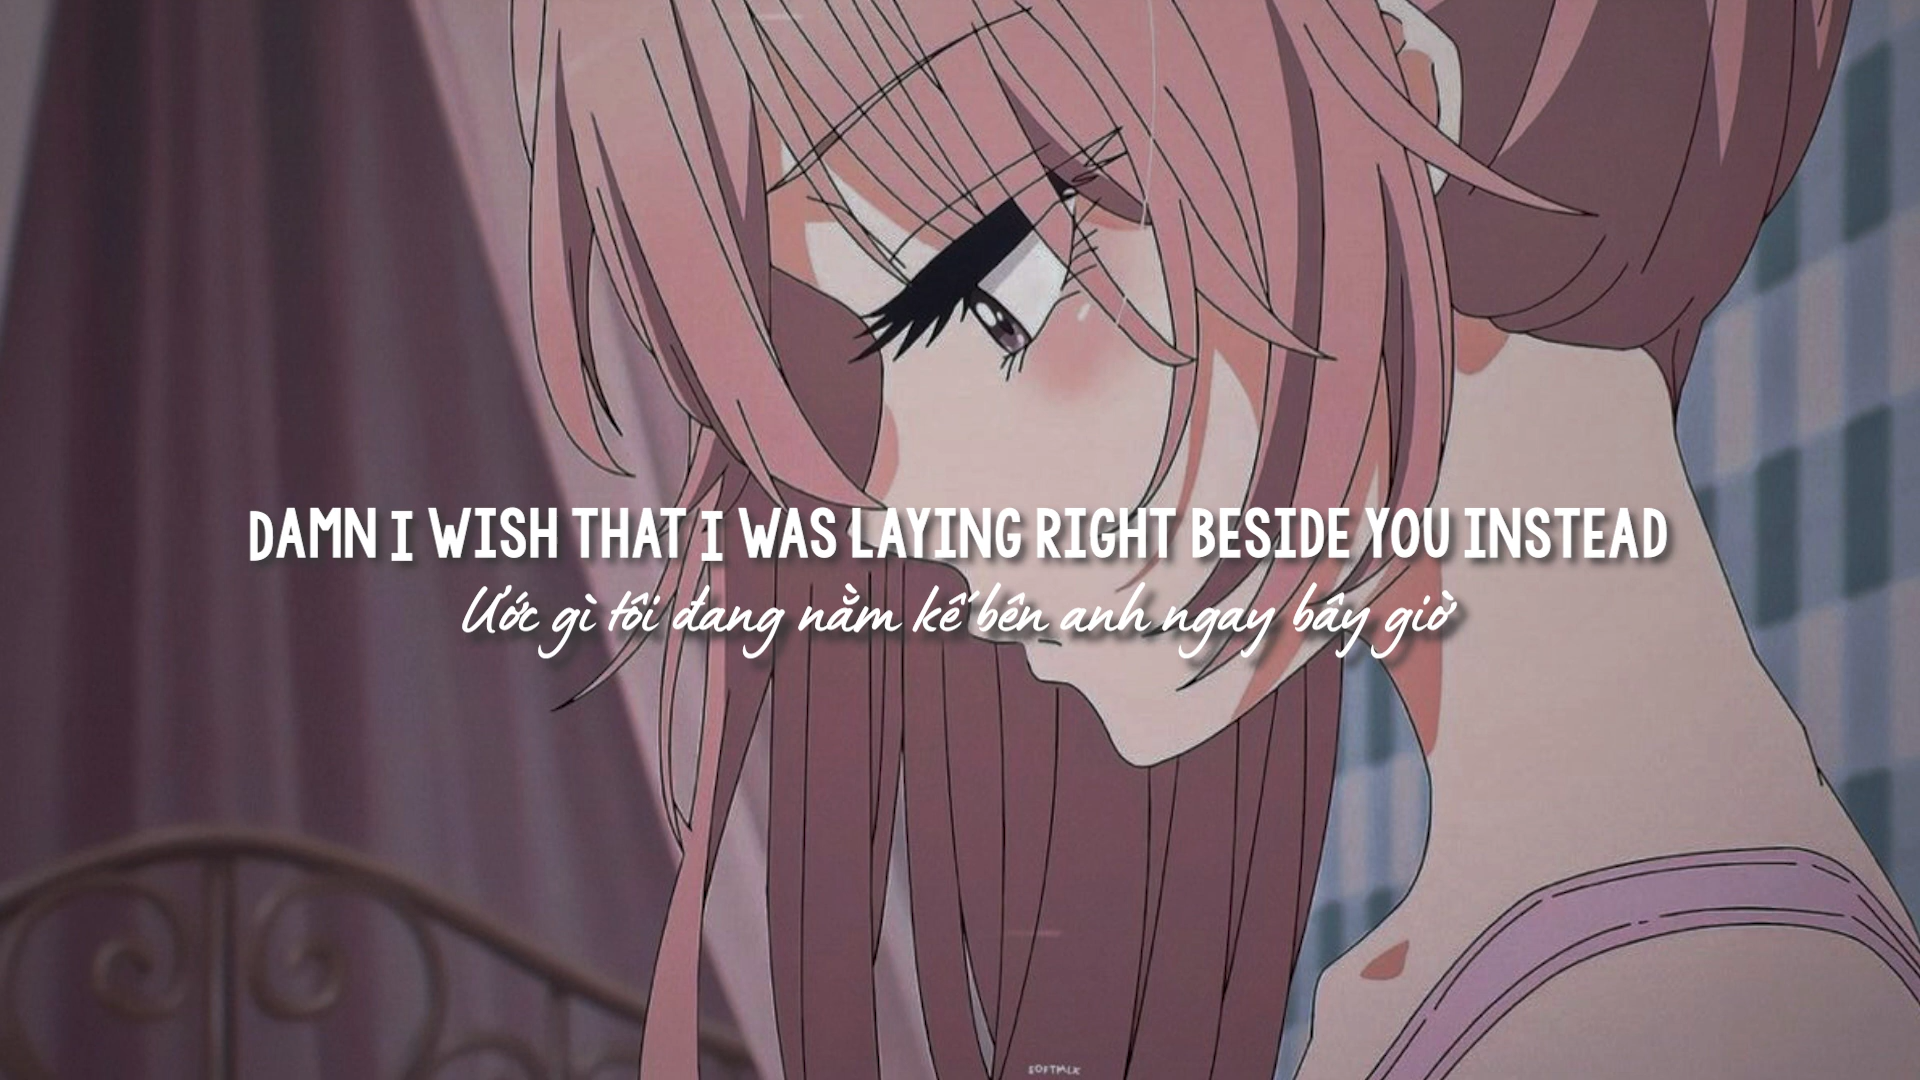 DAMN I WISH THAT I WAS LAYING RIGHT BESIDE YOU INSTEAD
Ước gì tôi đang nằm kế bên anh ngay bây giờ
SOFTMLK